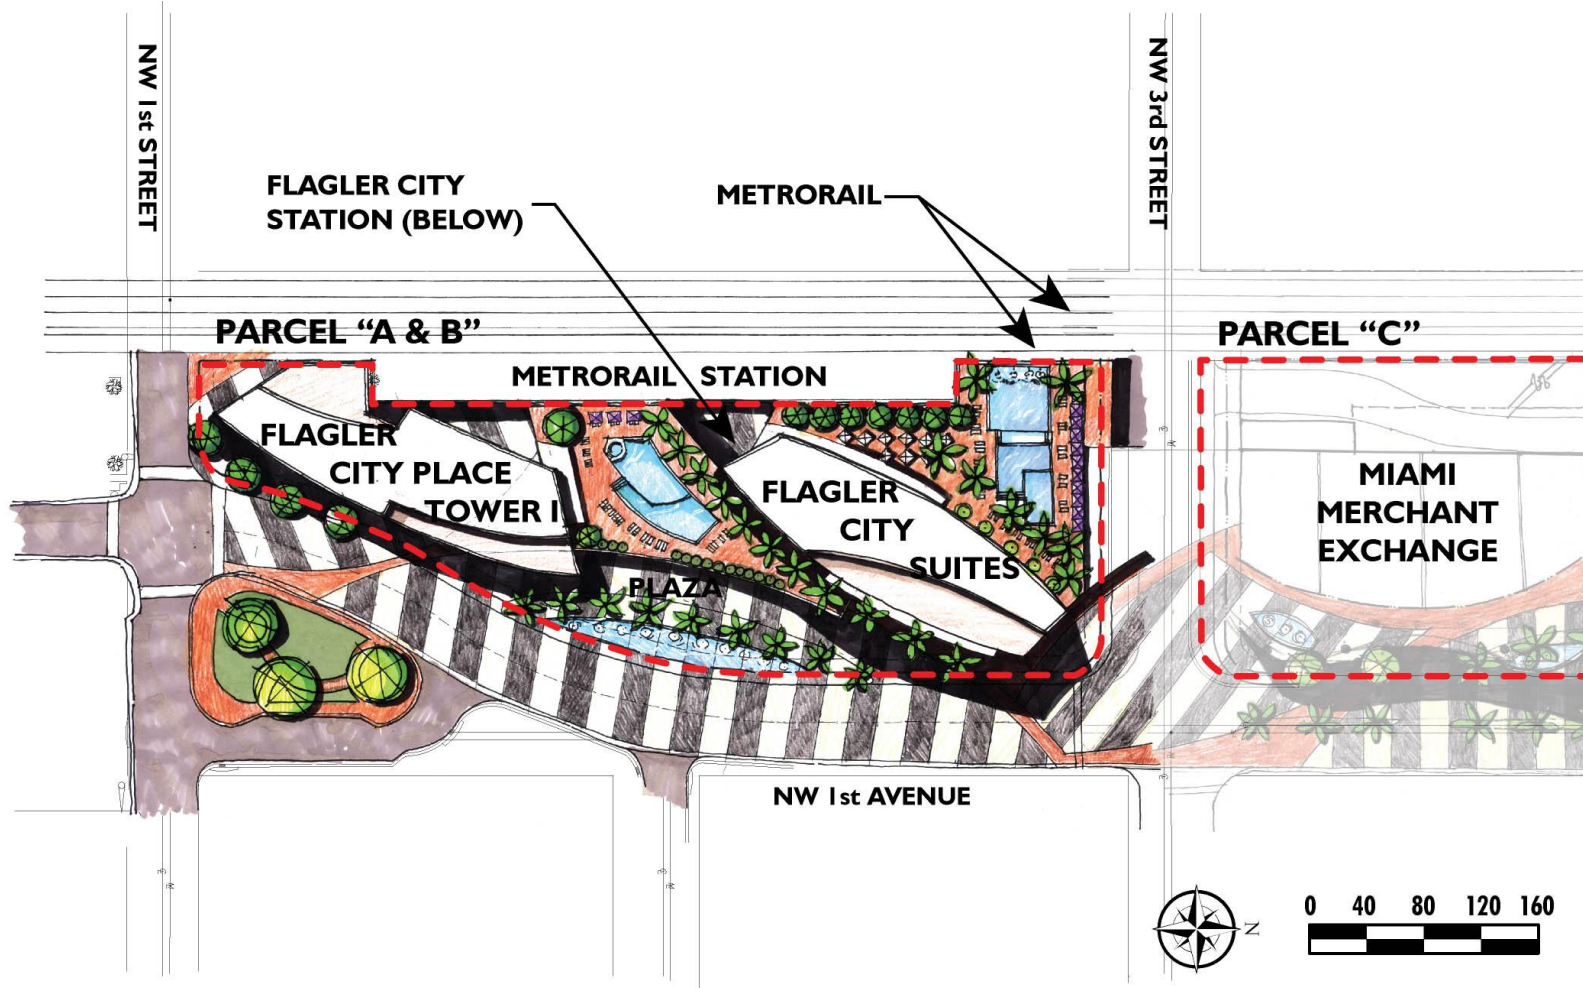 NW 1st STREET
NW 3rd STREET
FLAGLER CITY
STATION (BELOW)
METRORAIL
PARCEL “A & B”
PARCEL “C”
METRORAIL STATION
FLAGLER
CITY PLACE
TOWER I
FLAGLER
CITY
SUITES
MIAMI
MERCHANT
EXCHANGE
PLAZA
NW 1st AVENUE
N
0 40 80 120 160